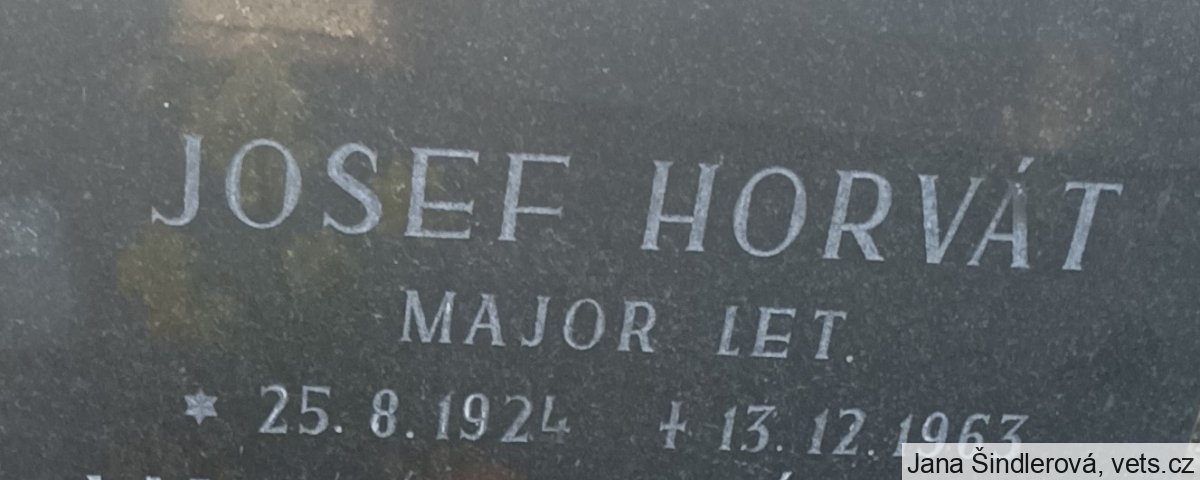 JOSEF HORVÁT
MAJOR LET.
* 25.8.1924 ✝ 13.12.1963
Jana Šindlerová, vets.cz